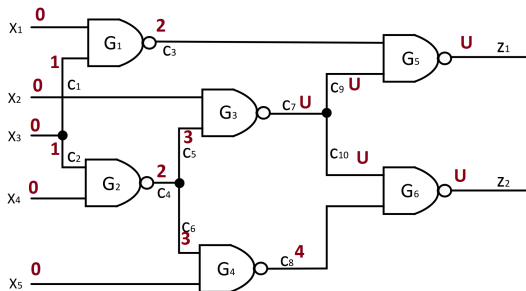 0 2
X1 G1 U
1 C3 G5 Z1
C1 C9 U
0
X2 G3 C7 U
0 3
X3 C5
1 C2 2 C10 U U
G2 C4 G6 Z2
0
X4 C6
3 4
0 G4 C8
X5